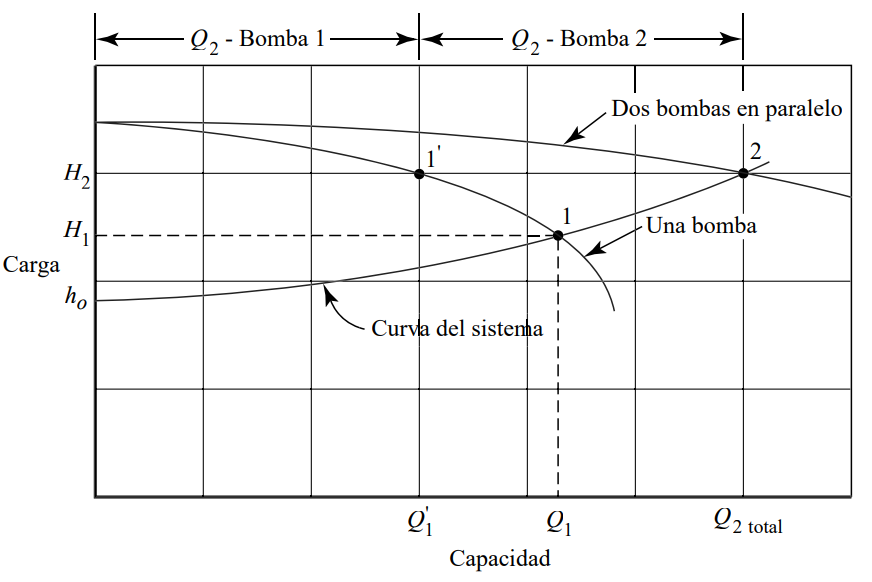 Q2 - Bomba 1
Q2 - Bomba 2
Dos bombas en paralelo
1'
2
H2
1
H1
Una bomba
Carga
ho
Curva del sistema
Q1'
Q1
Q2 total
Capacidad